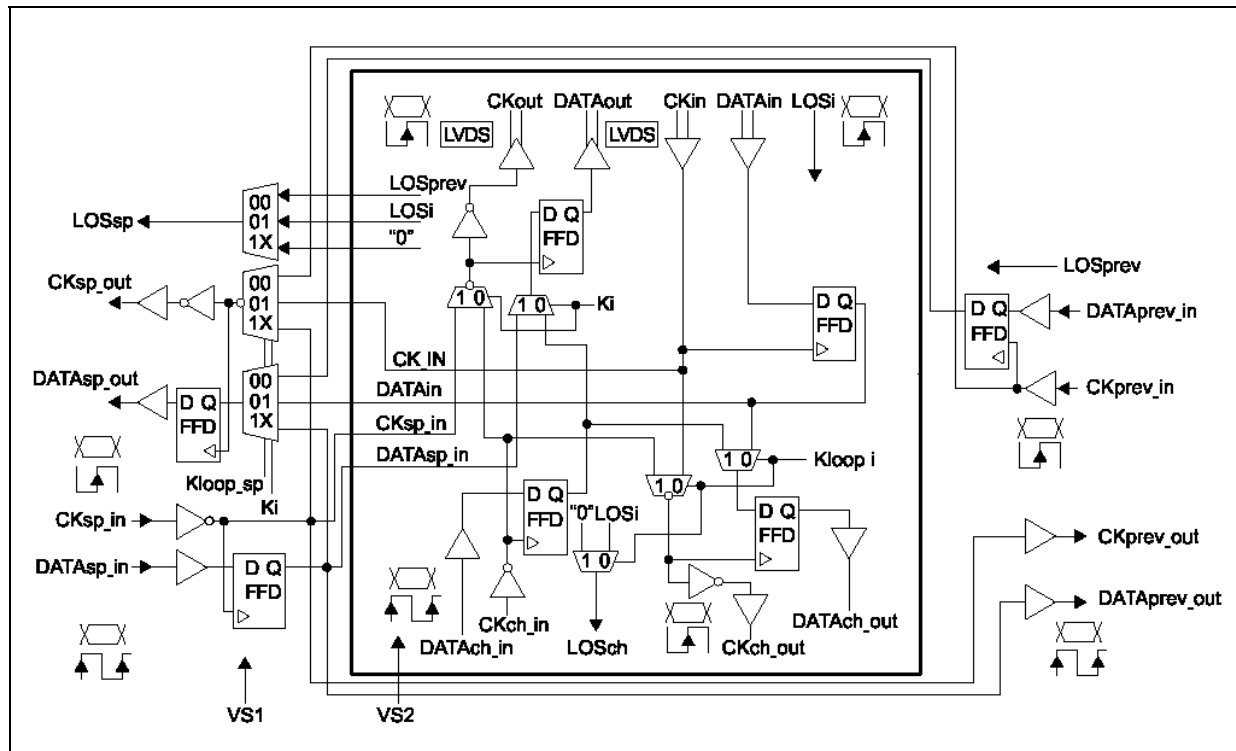 CKout DATAout CKin DATAin LOSi
LVDS LVDS
LOSprev
LOSi
"0"
00
01
1X
LOSsp
D Q
FFD
LOSprev
CKsp_out
00
01
1X
1 0
1 0
Ki
D Q
FFD
D Q
FFD
DATAprev_in
CK_IN
DATAsp_out
00
01
1X
DATAin
CKprev_in
D Q
FFD
CKsp_in
DATAsp_in
1 0
Kloop i
Kloop_sp
Ki
1 0
D Q
FFD
"0" LOSi
1 0
D Q
FFD
CKsp_in
DATAsp_in
D Q
FFD
CKprev_out
DATAprev_out
CKch_in
DATAch_in
LOSch
CKch_out
DATAch_out
VS1
VS2